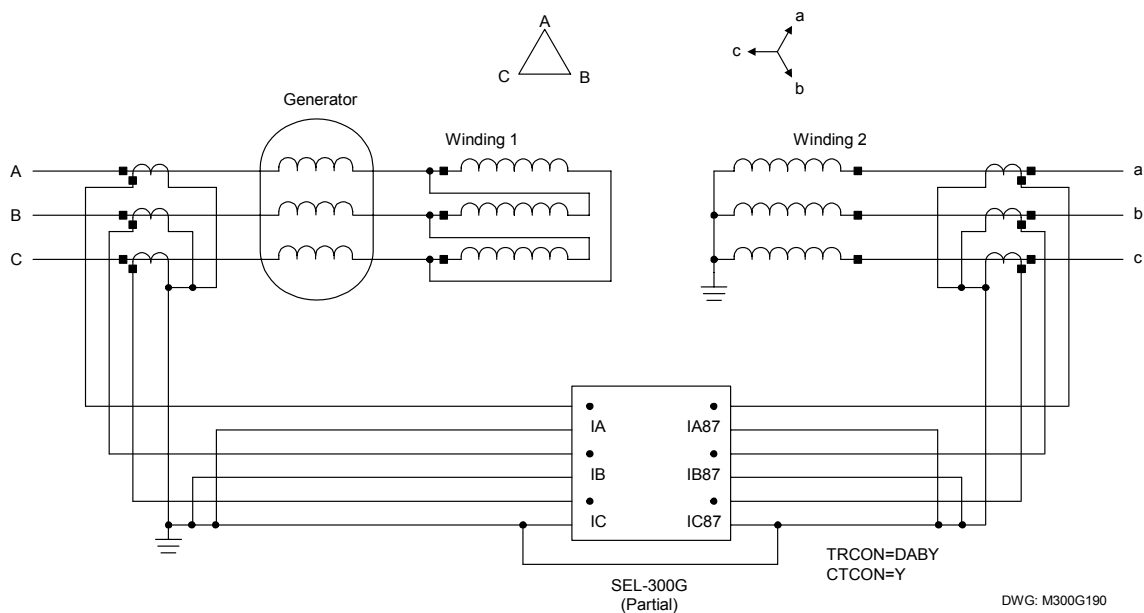 A
C
B
a
c
b
Generator
Winding 1
Winding 2
A
a
B
b
C
c
IA
IA87
IB
IB87
IC
IC87
TRCON=DABY
CTCON=Y
SEL-300G
(Partial)
DWG: M300G190